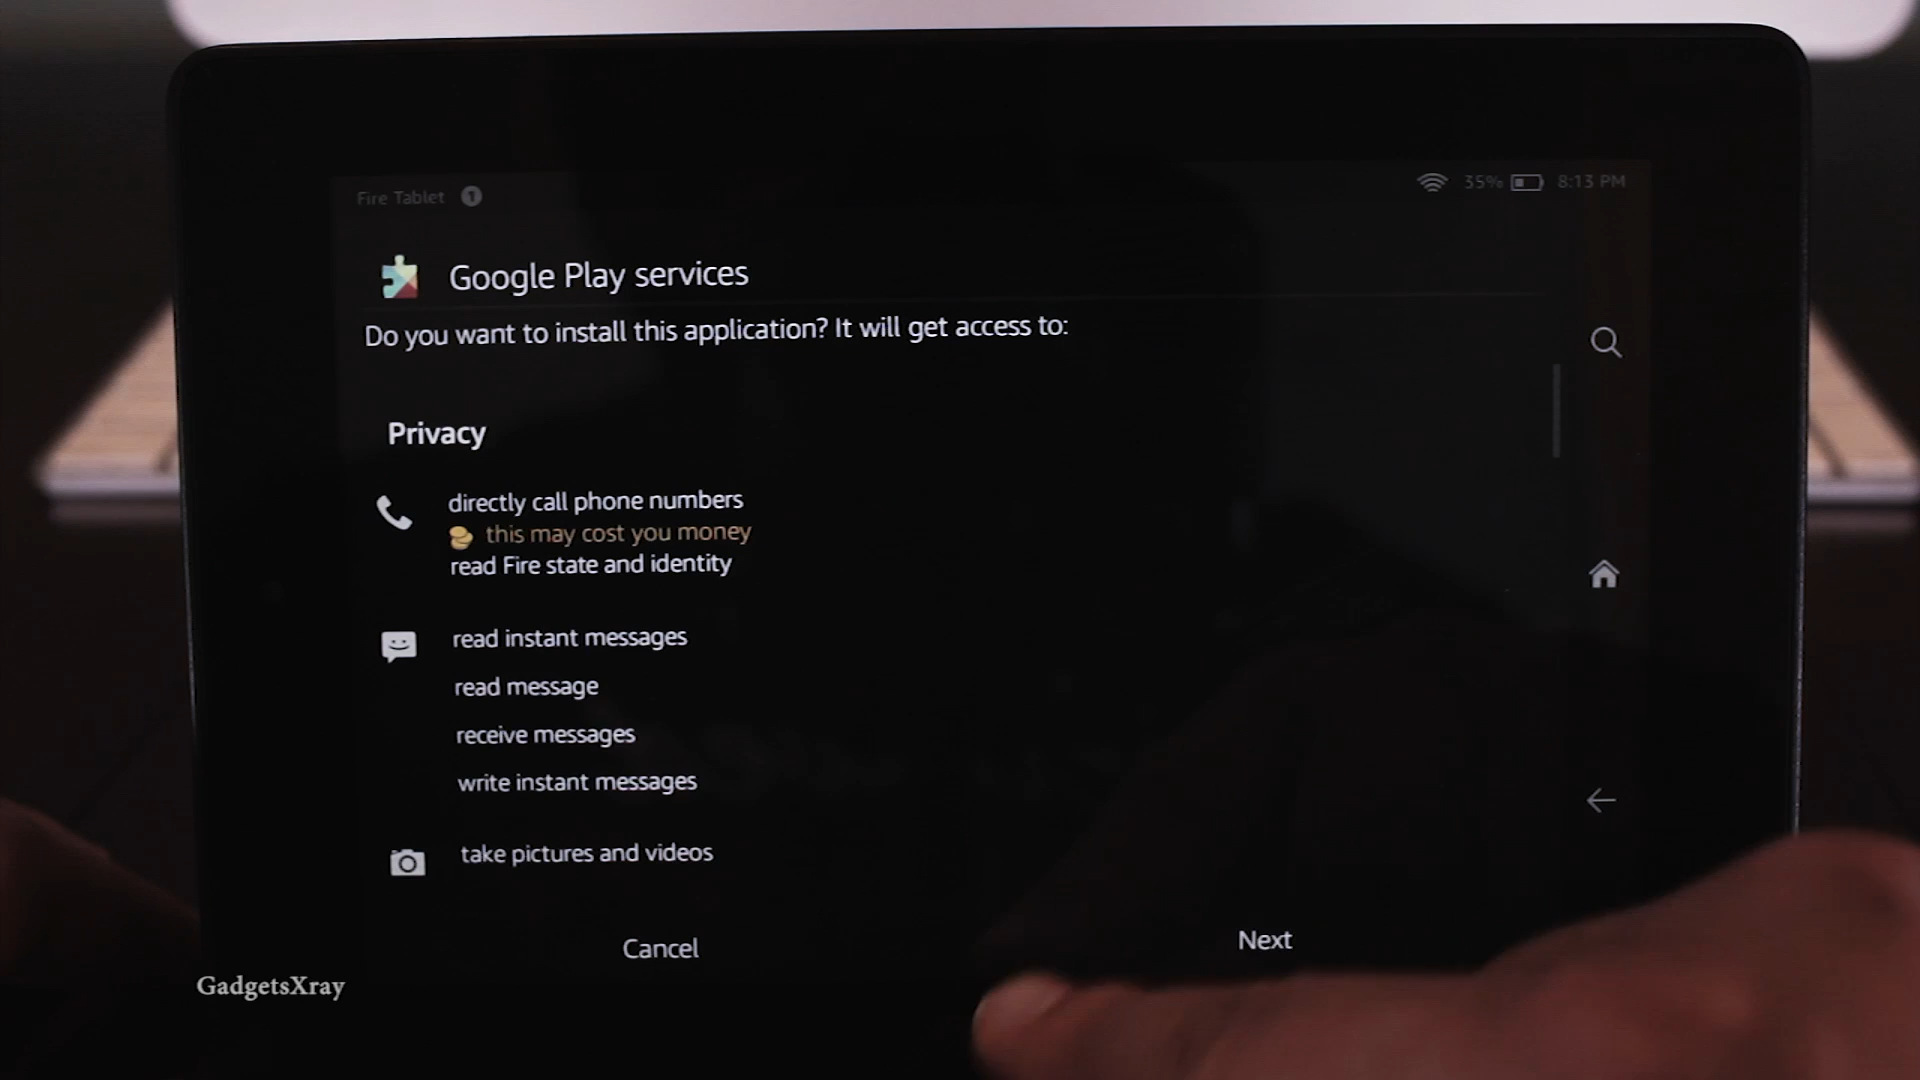 Fire Tablet 1
35% 8:13 PM
Google Play services
Do you want to install this application? It will get access to:
Privacy
directly call phone numbers
this may cost you money
read Fire state and identity
read instant messages
read message
receive messages
write instant messages
take pictures and videos
Cancel
Next
GadgetsXray